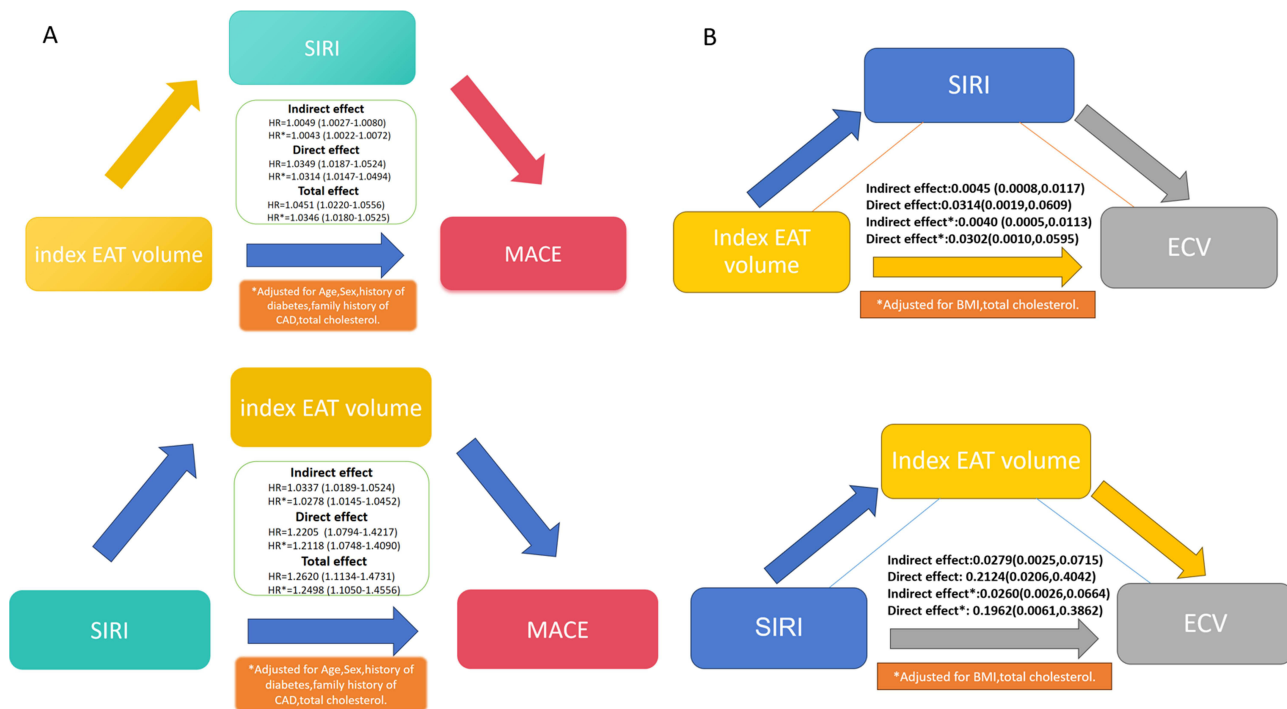 A
SIRI
Indirect effect
HR=1.0049 (1.0027-1.0080)
HR*=1.0043 (1.0022-1.0072)
Direct effect
HR=1.0349 (1.0187-1.0524)
HR*=1.0314 (1.0147-1.0494)
Total effect
HR=1.0451 (1.0220-1.0556)
HR*=1.0346 (1.0180-1.0525)
index EAT volume
MACE
*Adjusted for Age,Sex,history of
diabetes,family history of
CAD,total cholesterol.
index EAT volume
Indirect effect
HR=1.0337 (1.0189-1.0524)
HR*=1.0278 (1.0145-1.0452)
Direct effect
HR=1.2205 (1.0794-1.4217)
HR*=1.2118 (1.0748-1.4090)
Total effect
HR=1.2620 (1.1134-1.4731)
HR*=1.2498 (1.1050-1.4556)
SIRI
MACE
*Adjusted for Age,Sex,history of
diabetes,family history of
CAD,total cholesterol.
B
SIRI
Indirect effect:0.0045 (0.0008,0.0117)
Direct effect:0.0314(0.0019,0.0609)
Indirect effect*:0.0040 (0.0005,0.0113)
Direct effect*:0.0302(0.0010,0.0595)
Index EAT
volume
ECV
*Adjusted for BMI,total cholesterol.
Index EAT volume
Indirect effect:0.0279(0.0025,0.0715)
Direct effect: 0.2124(0.0206,0.4042)
Indirect effect*:0.0260(0.0026,0.0664)
Direct effect*: 0.1962(0.0061,0.3862)
SIRI
ECV
*Adjusted for BMI,total cholesterol.